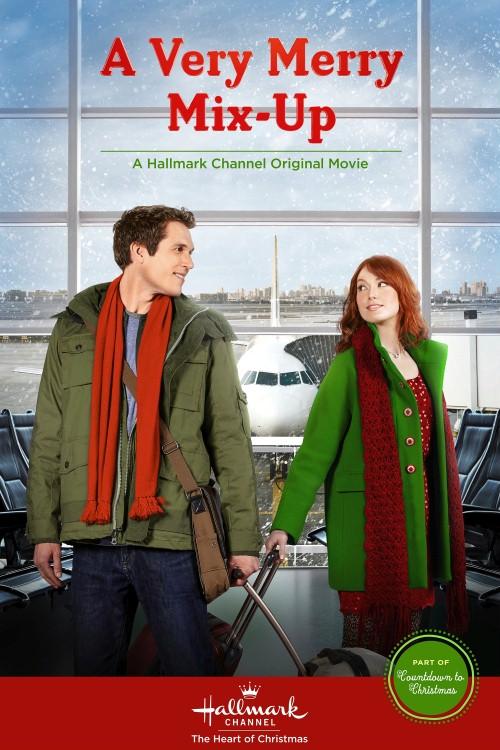 A Very Merry
Mix-Up
A Hallmark Channel Original Movie
PART OF
Countdown to
Christmas
Hallmark
CHANNEL
The Heart of Christmas